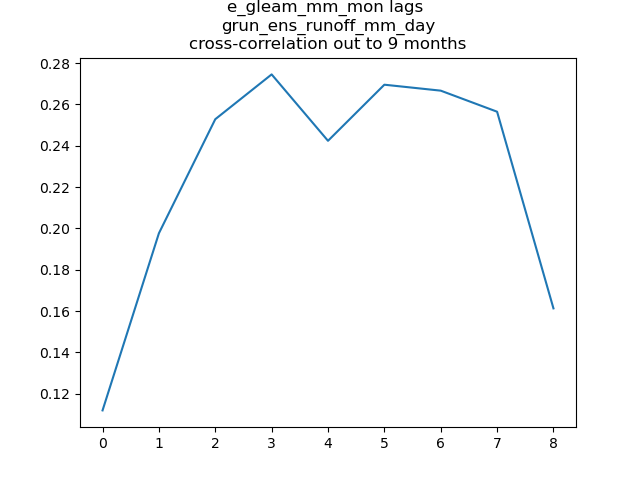 e_gleam_mm_mon lags
grun_ens_runoff_mm_day
cross-correlation out to 9 months
0.28
0.26
0.24
0.22
0.20
0.18
0.16
0.14
0.12
0 1 2 3 4 5 6 7 8